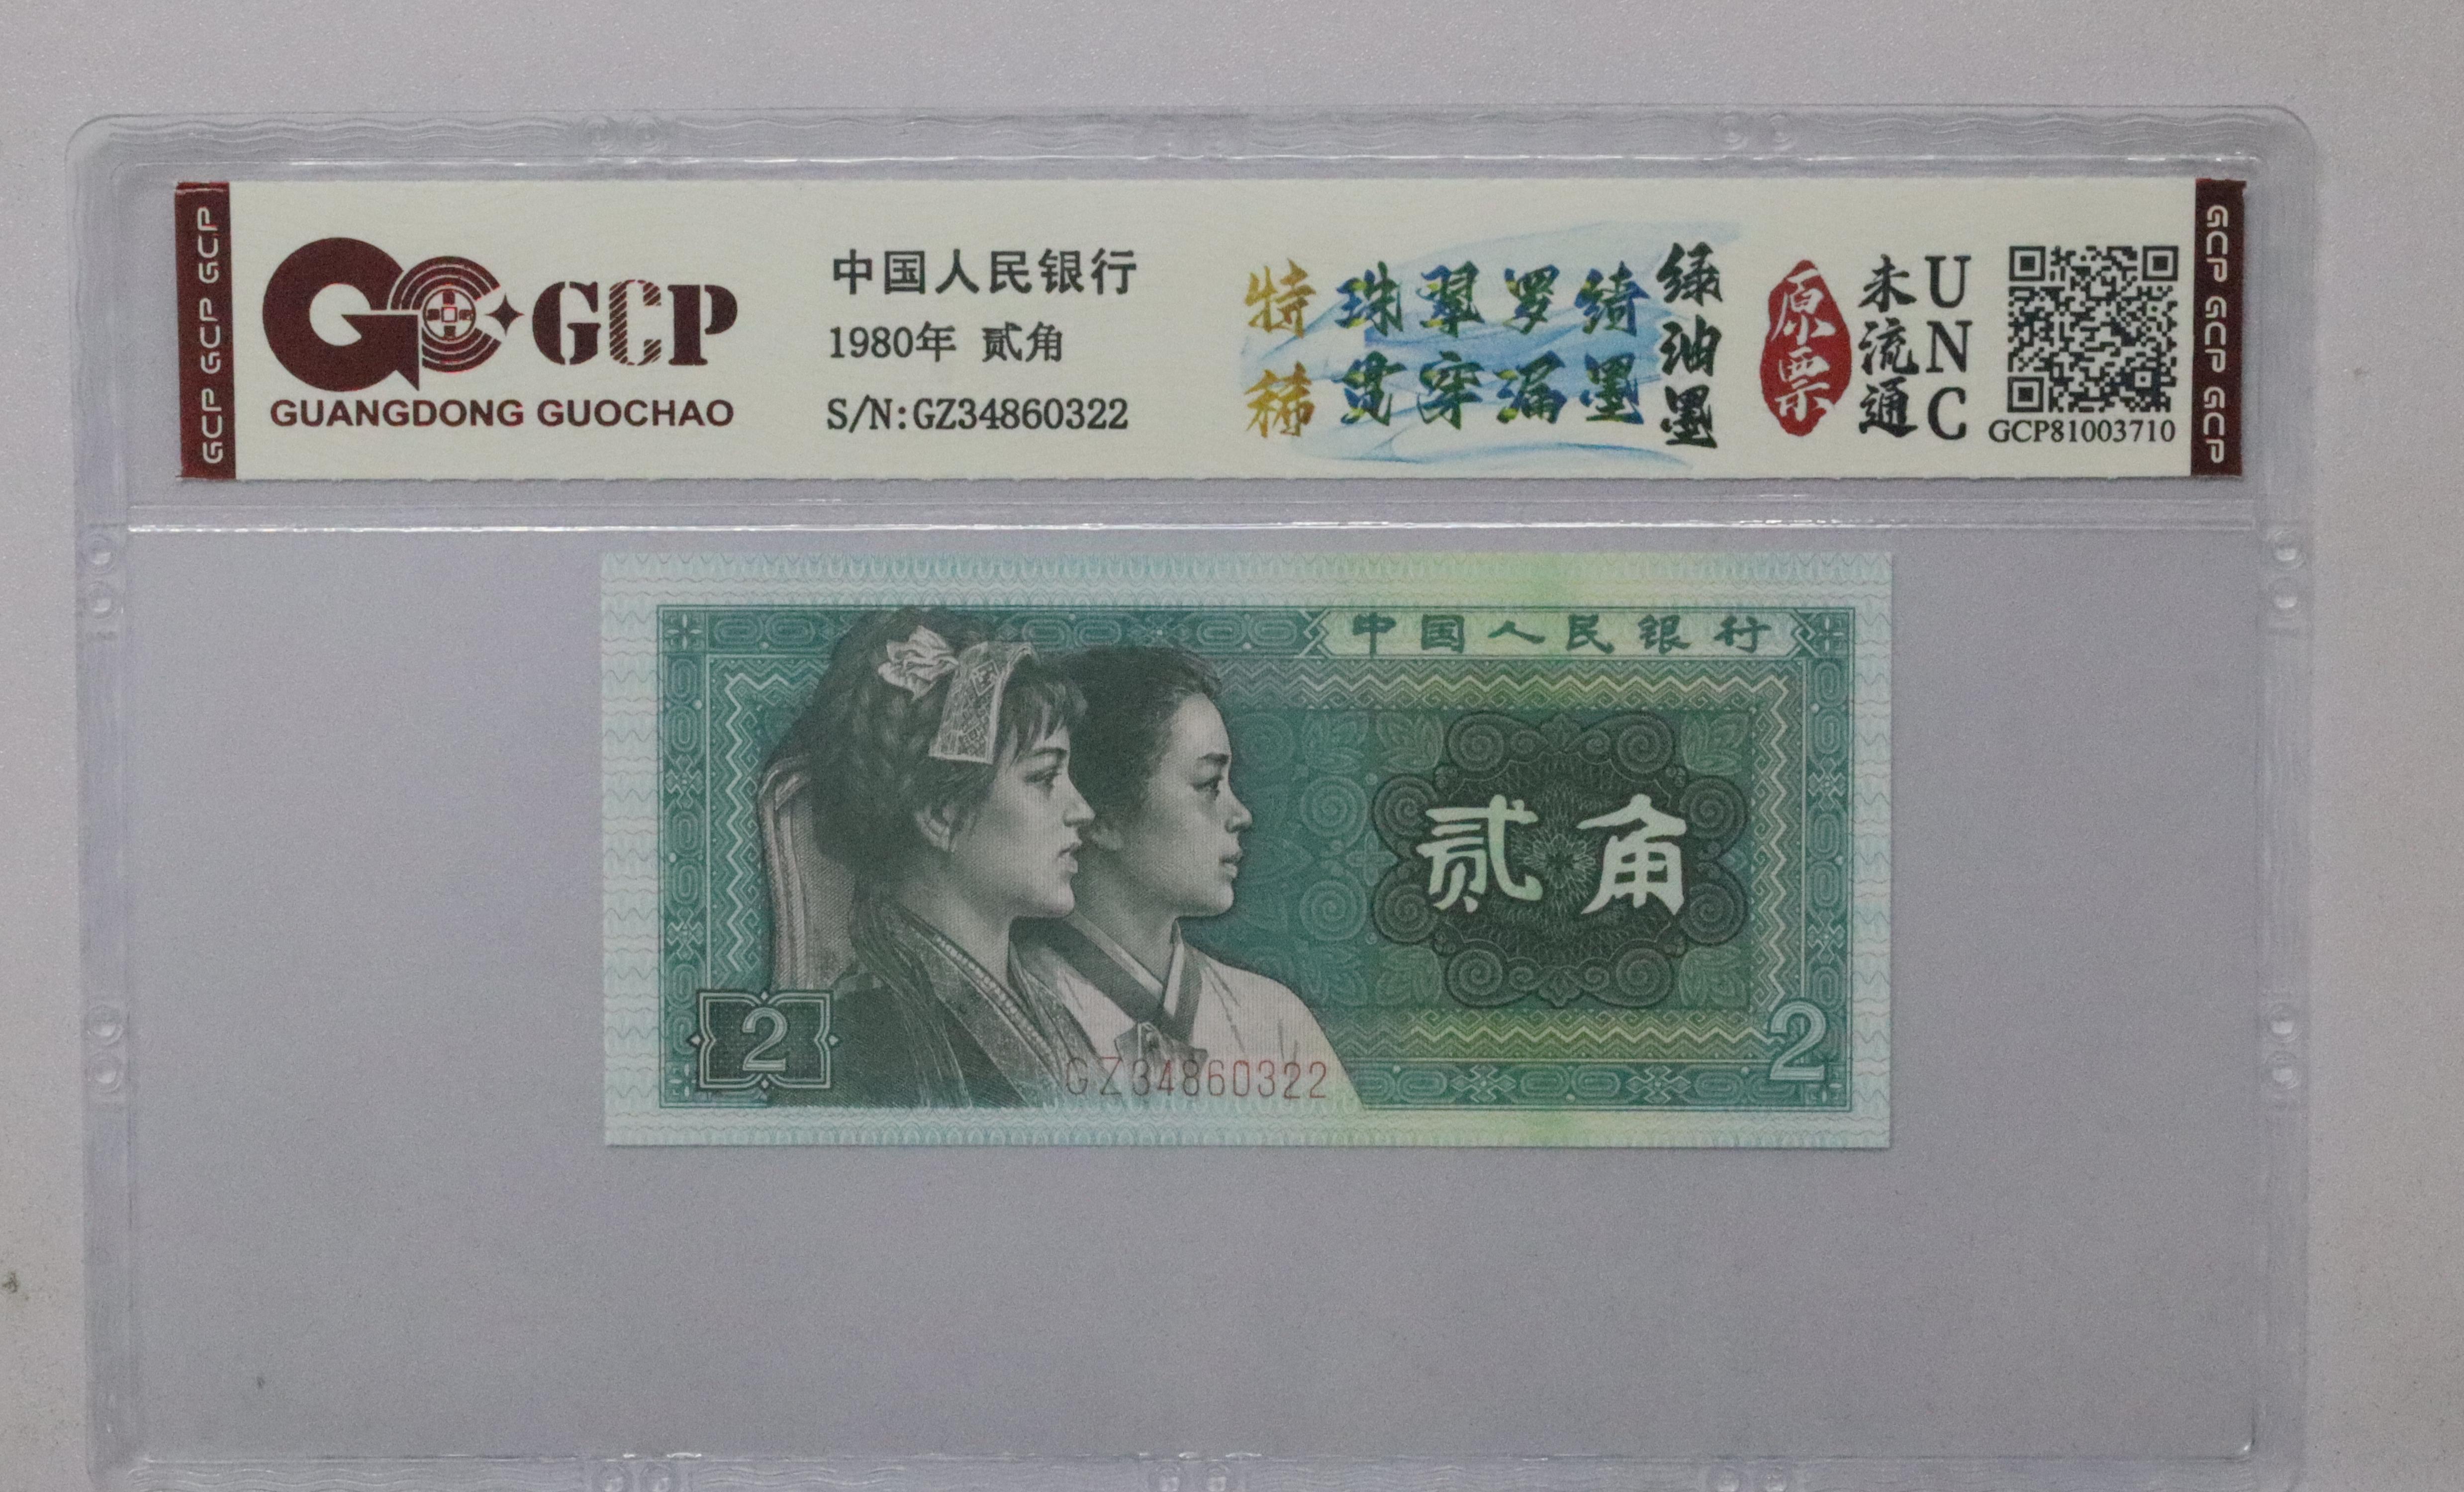 GCP GCP GCP
GCP
GUANGDONG GUOCHAO
中国人民银行
1980年 贰角
S/N:GZ34860322
特稀
珠翠罗绮
贯穿漏墨
绿油墨
原票
未流通
UNC
GCP81003710
GCP GCP GCP
中国人民银行
贰角
2
GZ34860322
2